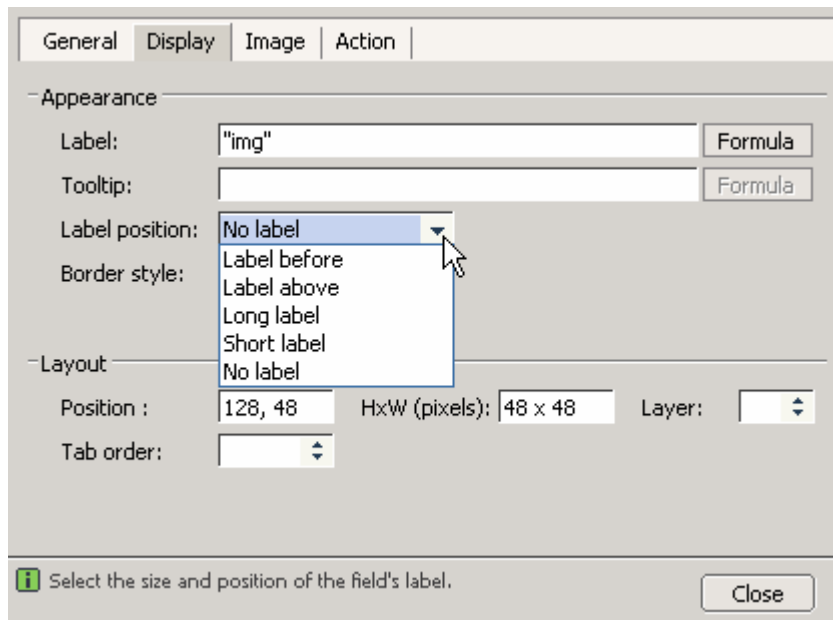 General Display Image Action
Appearance
Label: "img" Formula
Tooltip: Formula
Label position: No label
Label before
Border style:
Label above
Long label
Short label
No label
Layout
Position : 128, 48 HxW (pixels): 48 x 48 Layer:
Tab order:
Select the size and position of the field's label.
Close